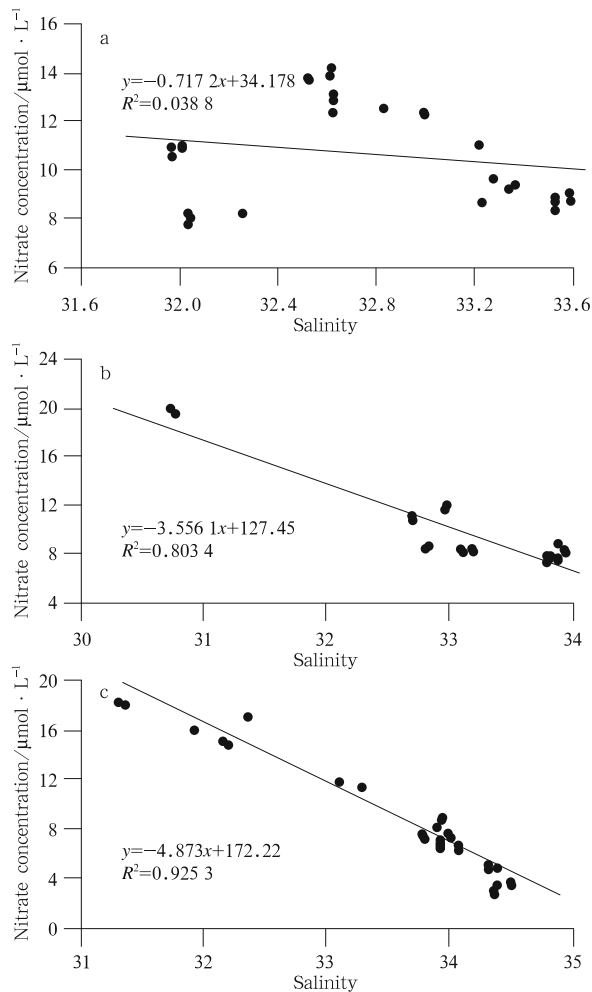 16
a
14
y=−0.717 2x+34.178
R²=0.038 8
12
10
8
6
Nitrate concentration/μmol · L⁻¹
31.6 32.0 32.4 32.8 33.2 33.6
Salinity
24
b
20
16
12
y=−3.556 1x+127.45
R²=0.803 4
8
4
Nitrate concentration/μmol · L⁻¹
30 31 32 33 34
Salinity
20
c
16
12
8
y=−4.873x+172.22
R²=0.925 3
4
0
Nitrate concentration/μmol · L⁻¹
31 32 33 34 35
Salinity